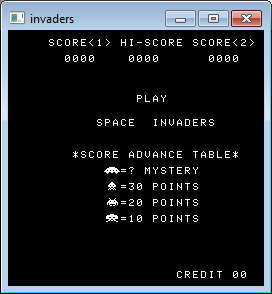 invaders
SCORE<1> HI-SCORE SCORE<2>
0000 0000 0000
PLAY
SPACE INVADERS
*SCORE ADVANCE TABLE*
=? MYSTERY
=30 POINTS
=20 POINTS
=10 POINTS
CREDIT 00